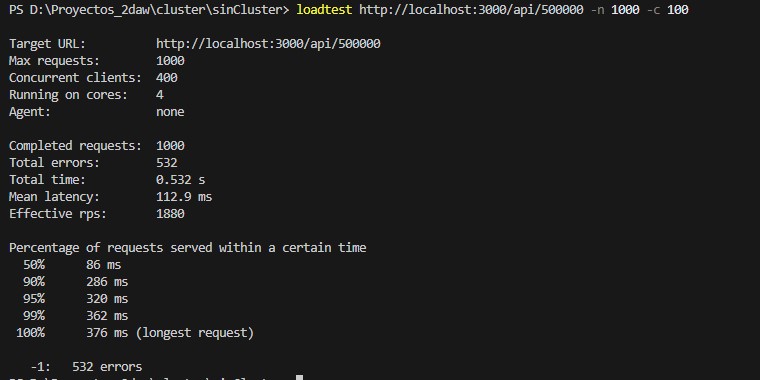 PS D:\Proyectos_2daw\cluster\sinCluster> loadtest http://localhost:3000/api/500000 -n 1000 -c 100
Target URL: http://localhost:3000/api/500000
Max requests: 1000
Concurrent clients: 400
Running on cores: 4
Agent: none
Completed requests: 1000
Total errors: 532
Total time: 0.532 s
Mean latency: 112.9 ms
Effective rps: 1880
Percentage of requests served within a certain time
50% 86 ms
90% 286 ms
95% 320 ms
99% 362 ms
100% 376 ms (longest request)
-1: 532 errors